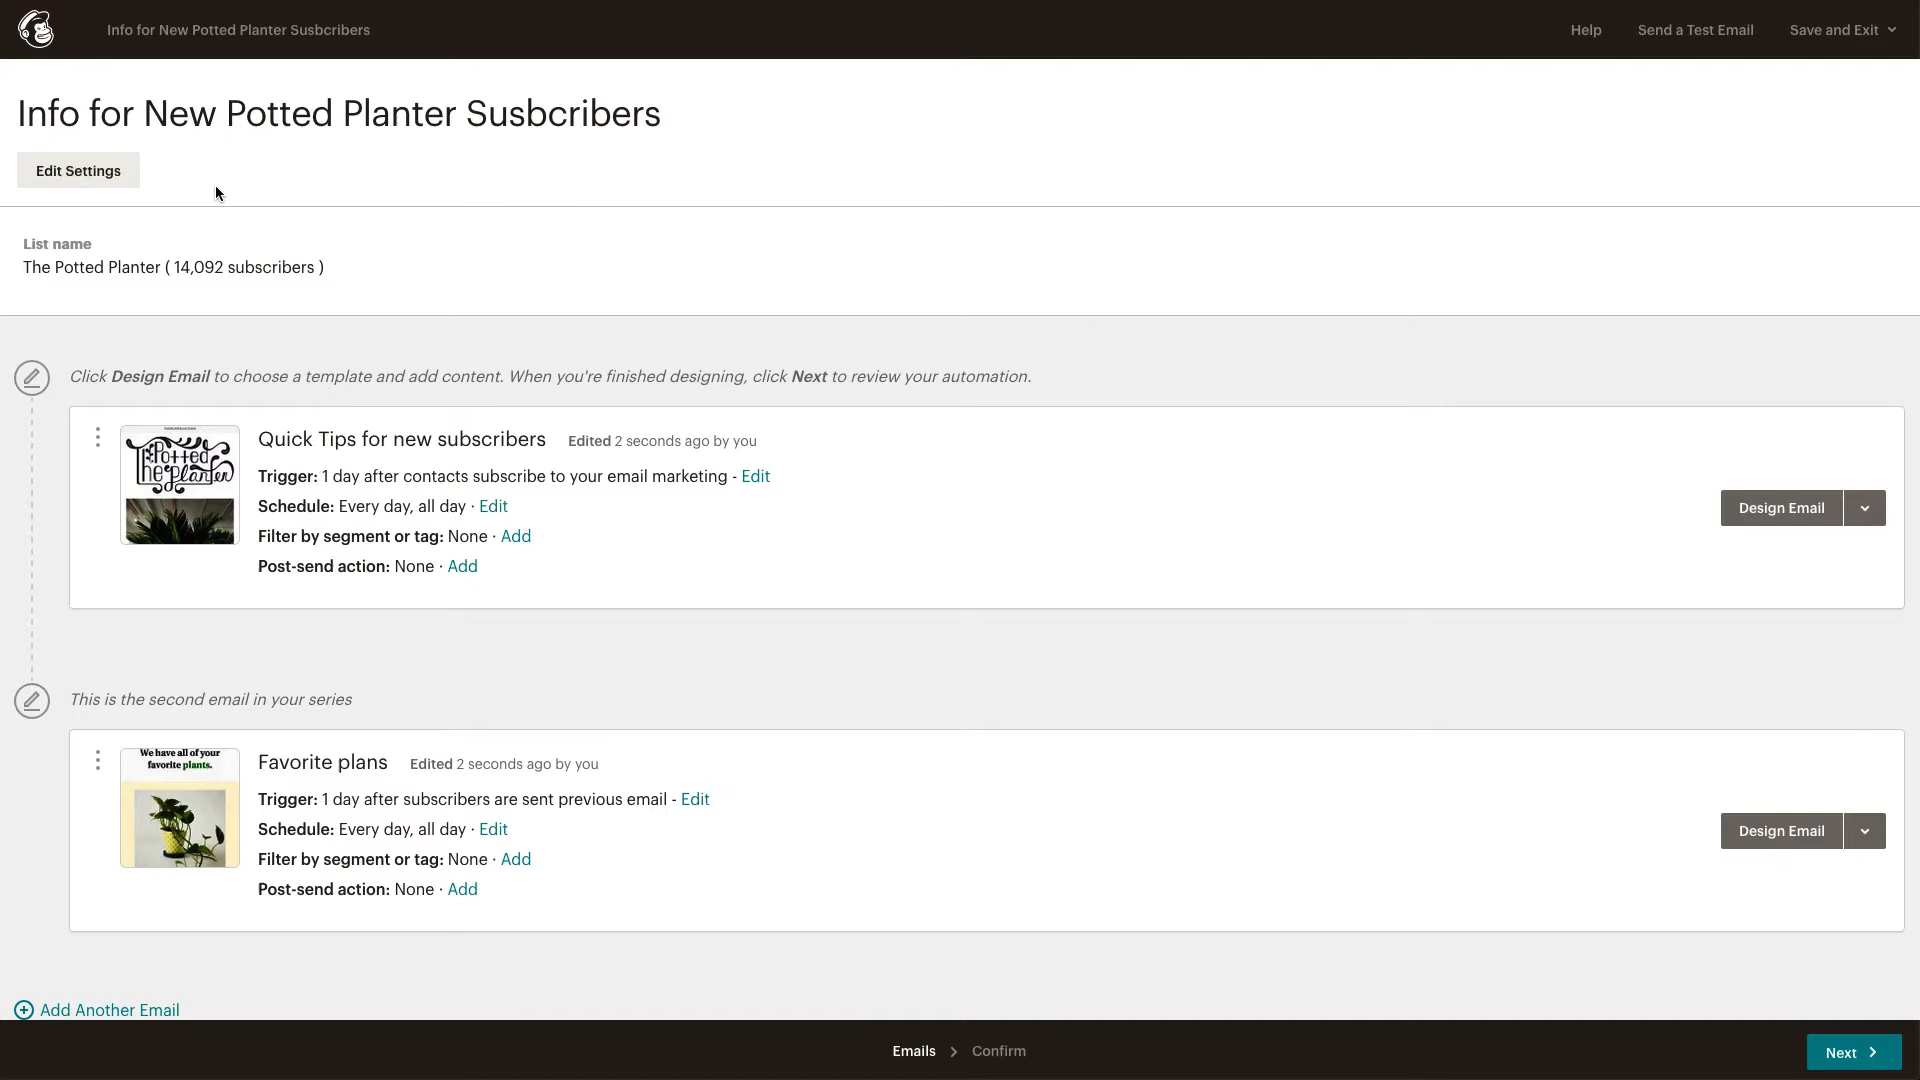 Info for New Potted Planter Susbcribers
Help
Send a Test Email
Save and Exit
Info for New Potted Planter Susbcribers
Edit Settings
List name
The Potted Planter ( 14,092 subscribers )
Click Design Email to choose a template and add content. When you're finished designing, click Next to review your automation.
The Potted Planter
Quick Tips for new subscribers Edited 2 seconds ago by you
Trigger: 1 day after contacts subscribe to your email marketing - Edit
Schedule: Every day, all day · Edit
Filter by segment or tag: None · Add
Post-send action: None · Add
Design Email
This is the second email in your series
We have all of your
favorite plants.
Favorite plans Edited 2 seconds ago by you
Trigger: 1 day after subscribers are sent previous email - Edit
Schedule: Every day, all day · Edit
Filter by segment or tag: None · Add
Post-send action: None · Add
Design Email
Add Another Email
Emails > Confirm
Next >